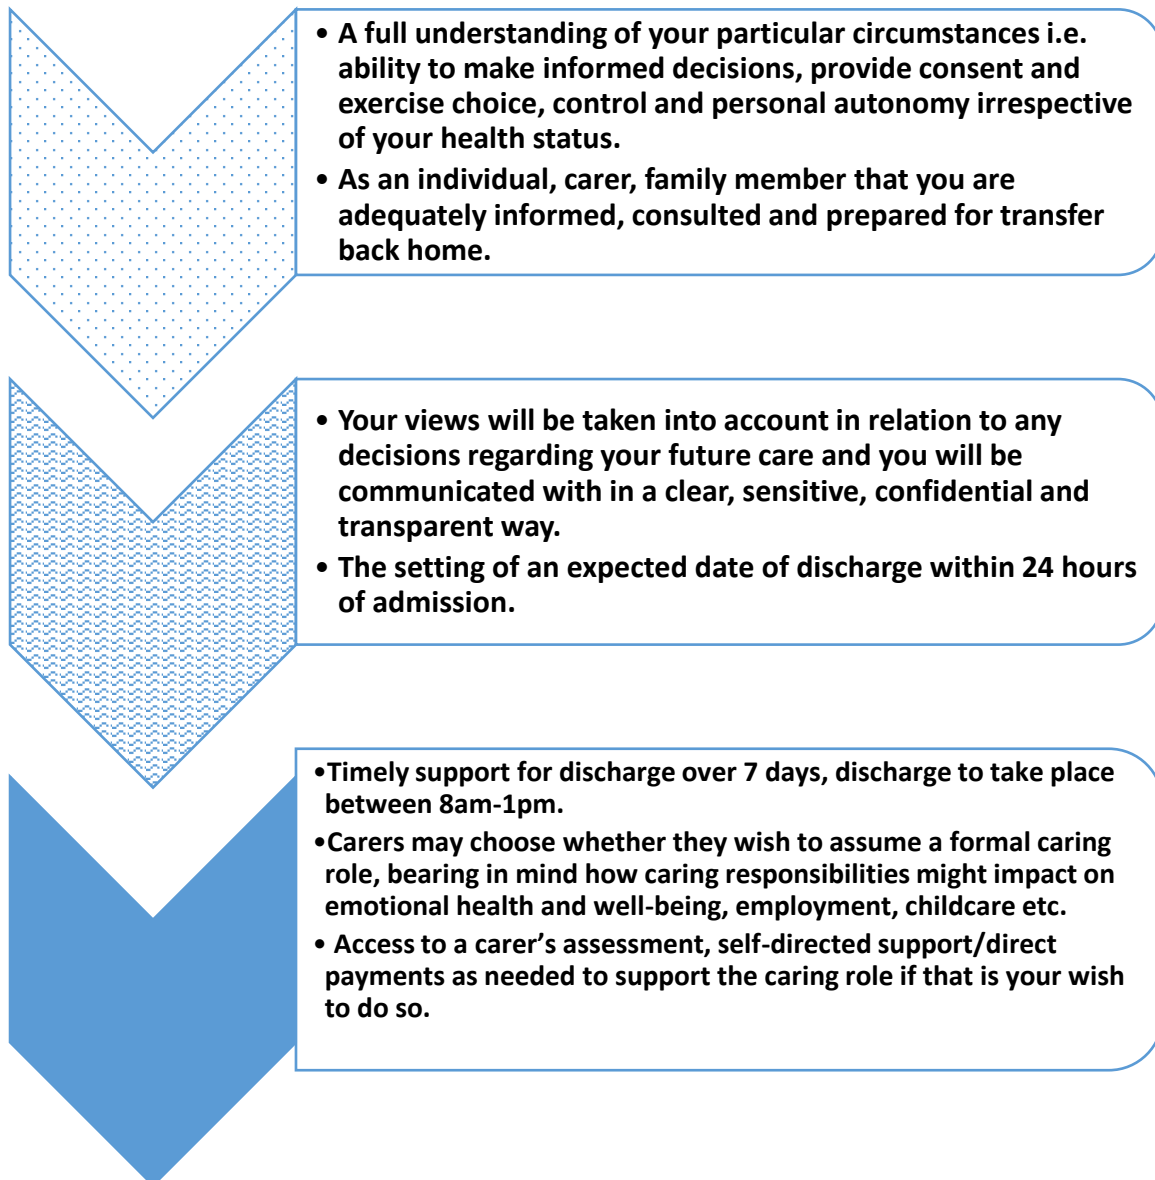 • A full understanding of your particular circumstances i.e.
ability to make informed decisions, provide consent and
exercise choice, control and personal autonomy irrespective
of your health status.
• As an individual, carer, family member that you are
adequately informed, consulted and prepared for transfer
back home.
• Your views will be taken into account in relation to any
decisions regarding your future care and you will be
communicated with in a clear, sensitive, confidential and
transparent way.
• The setting of an expected date of discharge within 24 hours
of admission.
•Timely support for discharge over 7 days, discharge to take place
between 8am-1pm.
•Carers may choose whether they wish to assume a formal caring
role, bearing in mind how caring responsibilities might impact on
emotional health and well-being, employment, childcare etc.
• Access to a carer’s assessment, self-directed support/direct
payments as needed to support the caring role if that is your wish
to do so.